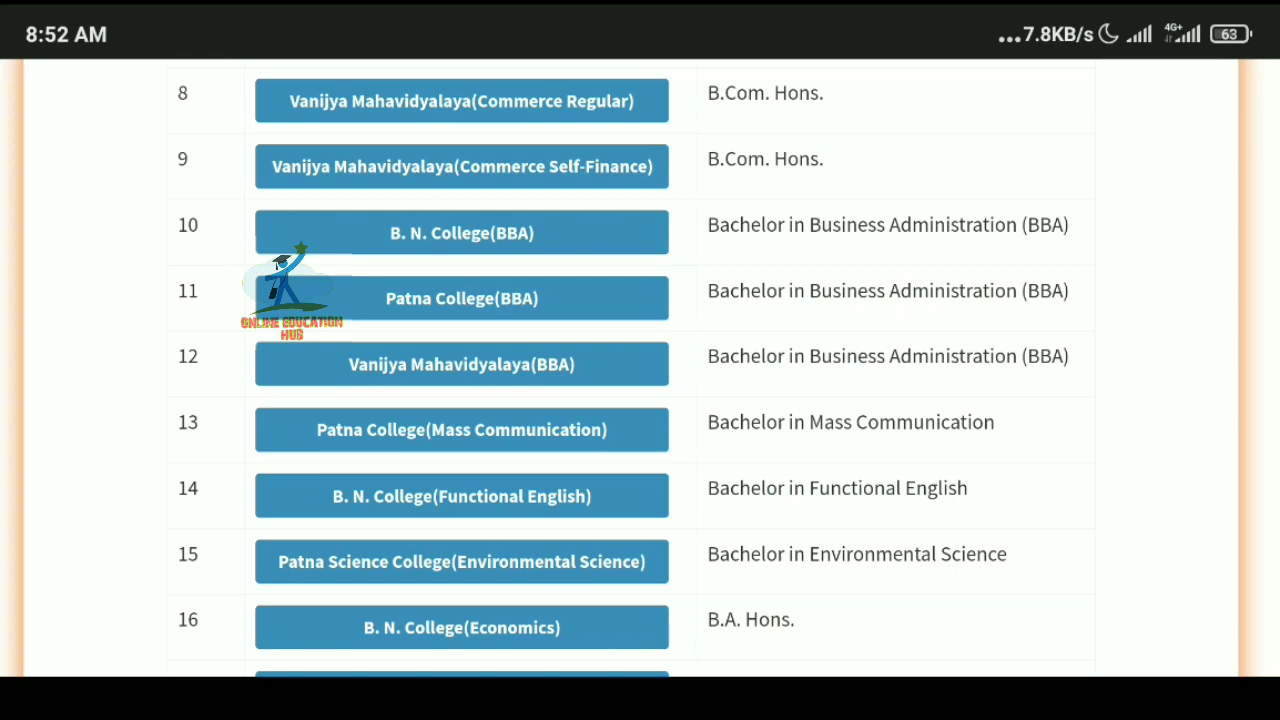 8:52 AM
...7.8KB/s 4G+ 63
8 Vanijya Mahavidyalaya(Commerce Regular) B.Com. Hons.
9 Vanijya Mahavidyalaya(Commerce Self-Finance) B.Com. Hons.
10 B. N. College(BBA) Bachelor in Business Administration (BBA)
11 Patna College(BBA) Bachelor in Business Administration (BBA)
ONLINE EDUCATION
HUB
12 Vanijya Mahavidyalaya(BBA) Bachelor in Business Administration (BBA)
13 Patna College(Mass Communication) Bachelor in Mass Communication
14 B. N. College(Functional English) Bachelor in Functional English
15 Patna Science College(Environmental Science) Bachelor in Environmental Science
16 B. N. College(Economics) B.A. Hons.